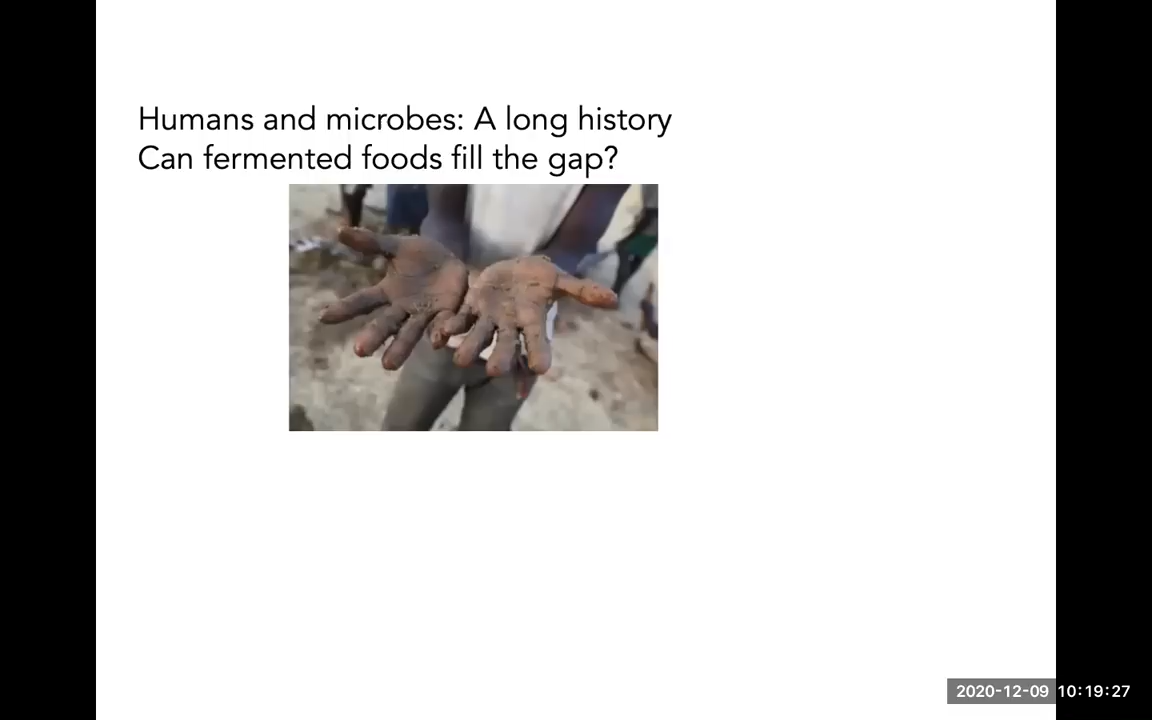 Humans and microbes: A long history
Can fermented foods fill the gap?
2020-12-09 10:19:27